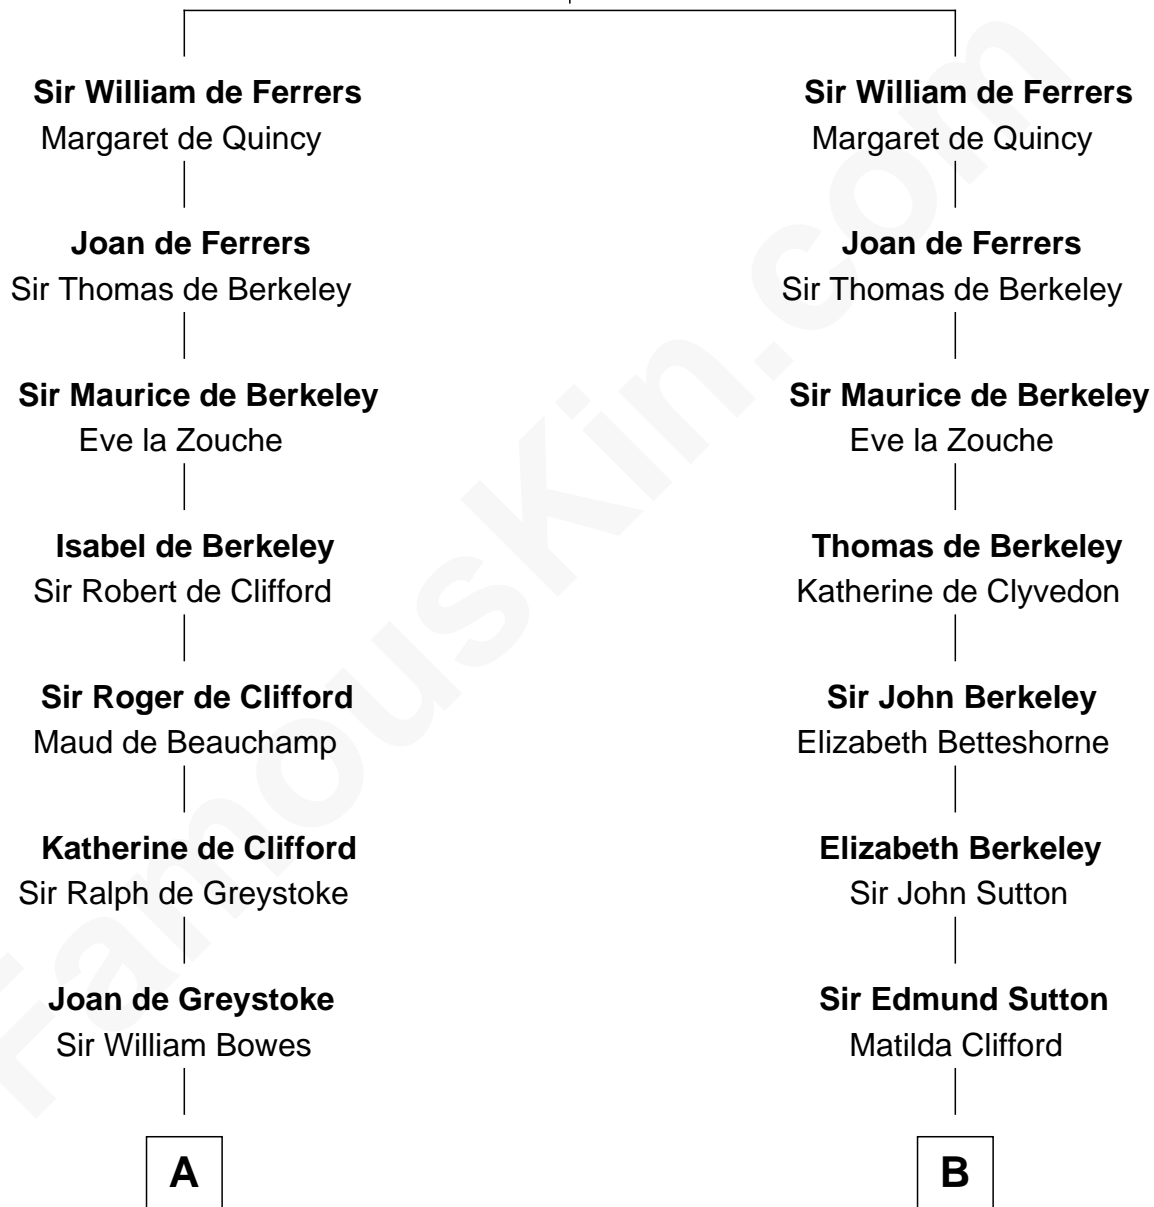 Sir William de Ferrers
Margaret de Quincy
Joan de Ferrers
Sir Thomas de Berkeley
Sir Maurice de Berkeley
Eve la Zouche
Isabel de Berkeley
Sir Robert de Clifford
Sir Roger de Clifford
Maud de Beauchamp
Katherine de Clifford
Sir Ralph de Greystoke
Joan de Greystoke
Sir William Bowes
A
Sir William de Ferrers
Margaret de Quincy
Joan de Ferrers
Sir Thomas de Berkeley
Sir Maurice de Berkeley
Eve la Zouche
Thomas de Berkeley
Katherine de Clyvedon
Sir John Berkeley
Elizabeth Betteshorne
Elizabeth Berkeley
Sir John Sutton
Sir Edmund Sutton
Matilda Clifford
B
FamousKin.com